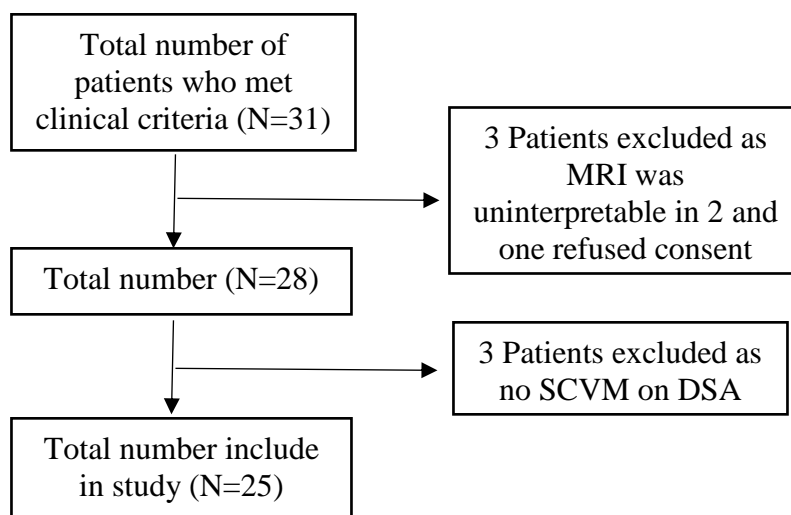 Total number of
patients who met
clinical criteria (N=31)
3 Patients excluded as
MRI was
uninterpretable in 2 and
one refused consent
Total number (N=28)
3 Patients excluded as
no SCVM on DSA
Total number include
in study (N=25)